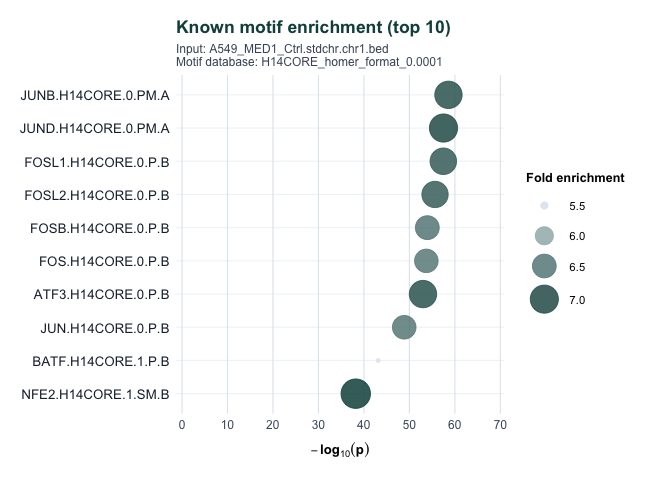 Known motif enrichment (top 10)
Input: A549_MED1_Ctrl.stdchr.chr1.bed
Motif database: H14CORE_homer_format_0.0001
JUNB.H14CORE.0.PM.A
JUND.H14CORE.0.PM.A
FOSL1.H14CORE.0.P.B
FOSL2.H14CORE.0.P.B
FOSB.H14CORE.0.P.B
FOS.H14CORE.0.P.B
ATF3.H14CORE.0.P.B
JUN.H14CORE.0.P.B
BATF.H14CORE.1.P.B
NFE2.H14CORE.1.SM.B
0 10 20 30 40 50 60 70
−log₁₀(p)
Fold enrichment
5.5
6.0
6.5
7.0